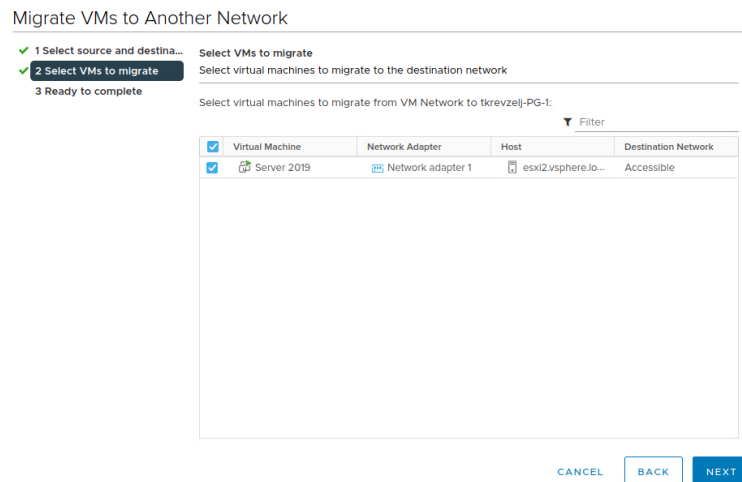 Migrate VMs to Another Network
1 Select source and destina...
2 Select VMs to migrate
3 Ready to complete
Select VMs to migrate
Select virtual machines to migrate to the destination network
Select virtual machines to migrate from VM Network to tkrevzelj-PG-1:
Filter
Virtual Machine Network Adapter Host Destination Network
Server 2019 Network adapter 1 esxi2.vsphere.lo... Accessible
CANCEL BACK NEXT